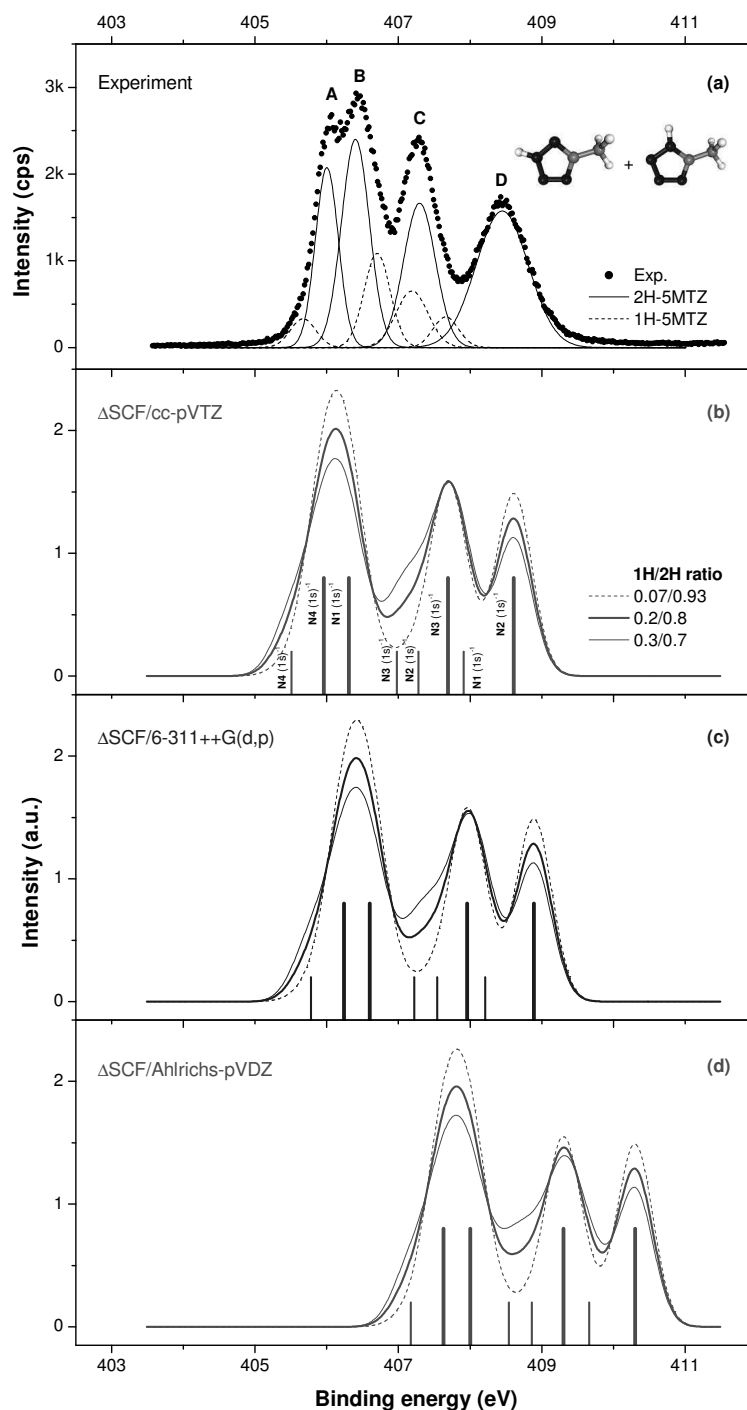 403 405 407 409 411
Experiment
(a)
A
B
C
D
+
3k
2k
1k
0
Intensity (cps)
Exp.
2H-5MTZ
1H-5MTZ
ΔSCF/cc-pVTZ
(b)
2
1
0
1H/2H ratio
0.07/0.93
0.2/0.8
0.3/0.7
N4 (1s)⁻¹
N4 (1s)⁻¹
N1 (1s)⁻¹
N3 (1s)⁻¹
N2 (1s)⁻¹
N3 (1s)⁻¹
N1 (1s)⁻¹
N2 (1s)⁻¹
ΔSCF/6-311++G(d,p)
(c)
2
1
0
Intensity (a.u.)
ΔSCF/Ahlrichs-pVDZ
(d)
2
1
0
403 405 407 409 411
Binding energy (eV)